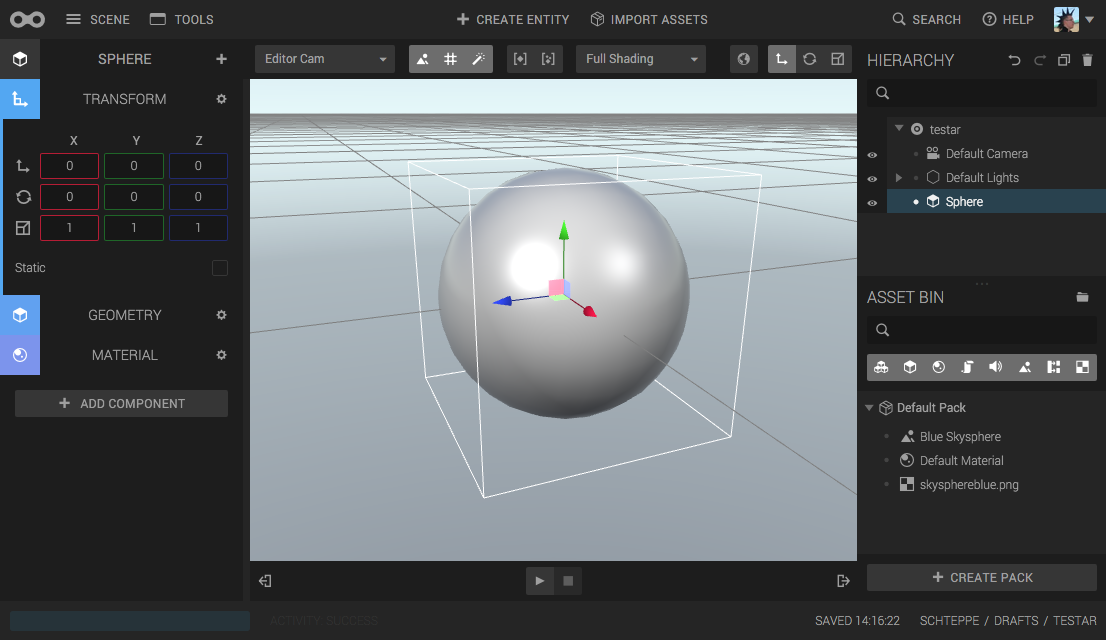 SCENE TOOLS CREATE ENTITY IMPORT ASSETS SEARCH HELP
SPHERE
TRANSFORM
X Y Z
0 0 0
0 0 0
1 1 1
Static
GEOMETRY
MATERIAL
ADD COMPONENT
Editor Cam Full Shading
HIERARCHY
testar
Default Camera
Default Lights
Sphere
ASSET BIN
Default Pack
Blue Skysphere
Default Material
skysphereblue.png
CREATE PACK
ACTIVITY: SUCCESS
SAVED 14:16:22 SCHTEPPE / DRAFTS / TESTAR